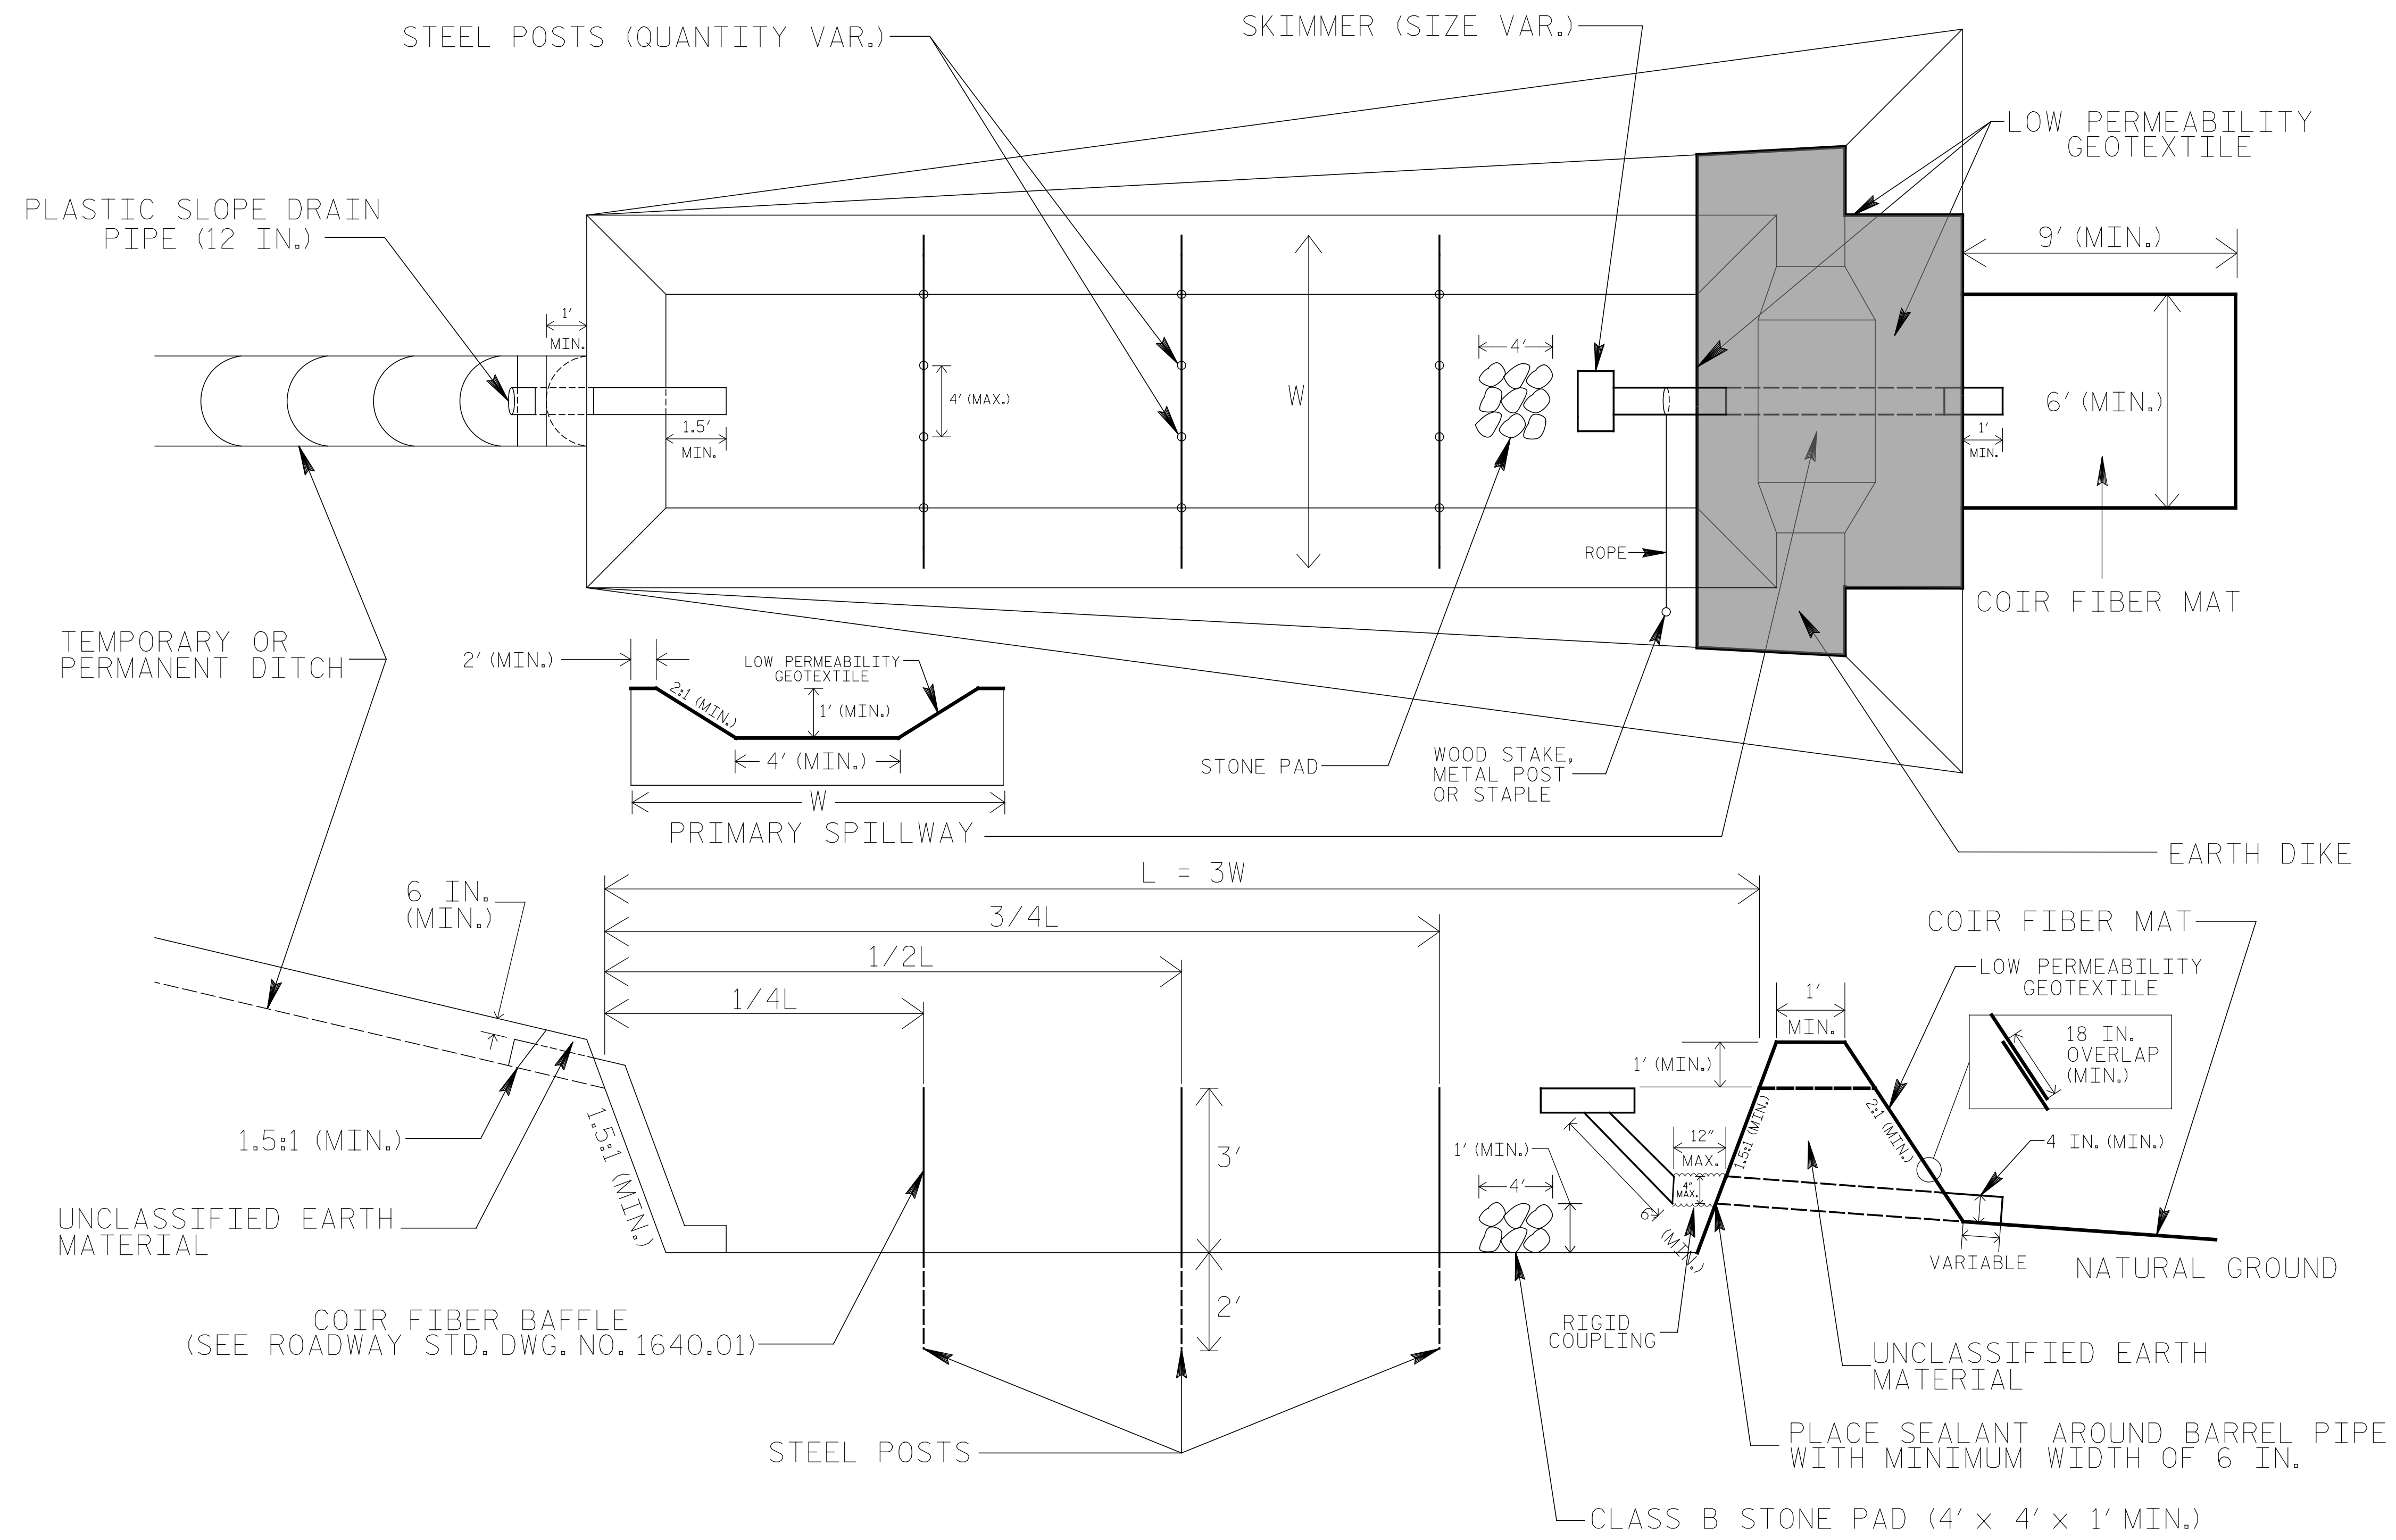 STEEL POSTS (QUANTITY VAR.)
SKIMMER (SIZE VAR.)
LOW PERMEABILITY
GEOTEXTILE
PLASTIC SLOPE DRAIN
PIPE (12 IN.)
9' (MIN.)
1'
MIN.
4'
4' (MAX.)
W
6' (MIN.)
1.5'
MIN.
1'
MIN.
ROPE
COIR FIBER MAT
TEMPORARY OR
PERMANENT DITCH
2' (MIN.)
LOW PERMEABILITY
GEOTEXTILE
2:1 (MIN.)
1' (MIN.)
4' (MIN.)
W
PRIMARY SPILLWAY
STONE PAD
WOOD STAKE,
METAL POST
OR STAPLE
EARTH DIKE
L = 3W
6 IN.
(MIN.)
3/4L
COIR FIBER MAT
1/2L
LOW PERMEABILITY
GEOTEXTILE
1/4L
1'
MIN.
18 IN.
OVERLAP
(MIN.)
1' (MIN.)
1.5:1 (MIN.)
1.5:1 (MIN.)
3'
1' (MIN.)
12"
MAX.
1.5:1 (MIN.)
2:1 (MIN.)
4 IN. (MIN.)
4'
4"
MAX.
6' (MIN.)
UNCLASSIFIED EARTH
MATERIAL
VARIABLE
NATURAL GROUND
2'
COIR FIBER BAFFLE
(SEE ROADWAY STD. DWG. NO. 1640.01)
RIGID
COUPLING
UNCLASSIFIED EARTH
MATERIAL
STEEL POSTS
PLACE SEALANT AROUND BARREL PIPE
WITH MINIMUM WIDTH OF 6 IN.
CLASS B STONE PAD (4' x 4' x 1' MIN.)